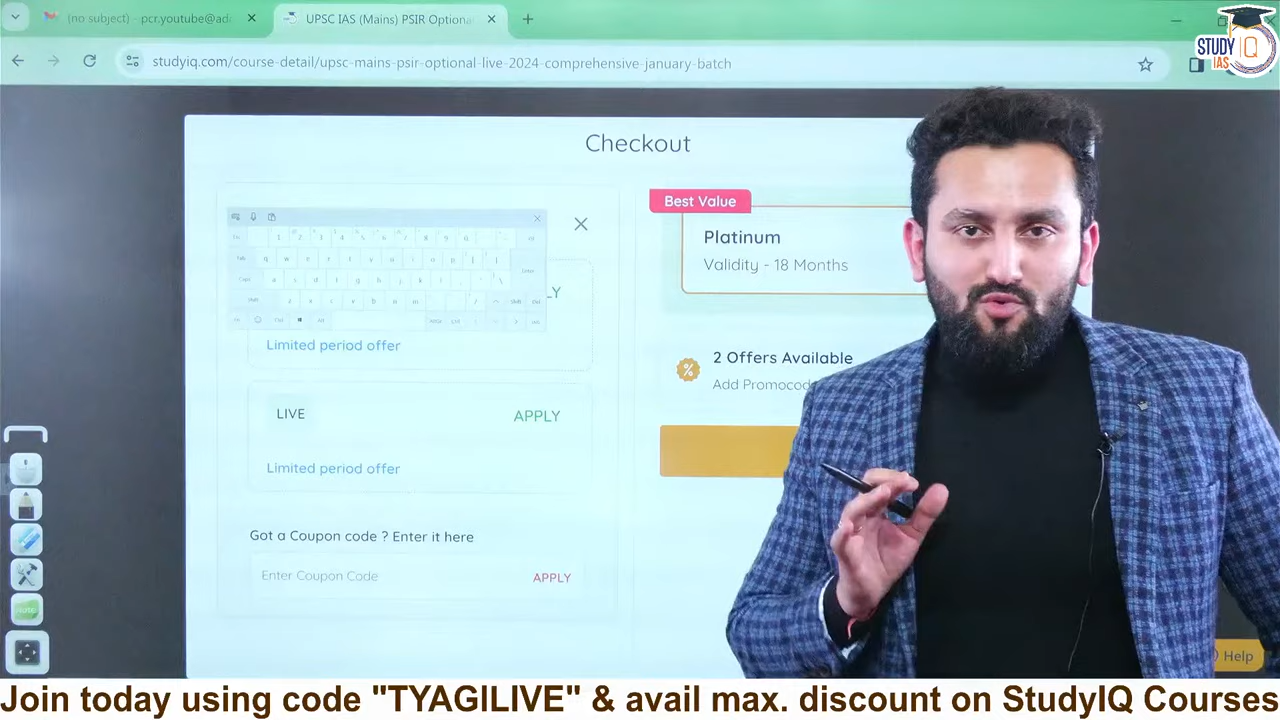 (no subject) - pcr.youtube@ad
UPSC IAS (Mains) PSIR Optiona
STUDY IQ
IAS
studyiq.com/course-detail/upsc-mains-psir-optional-live-2024-comprehensive-january-batch
Checkout
Best Value
Platinum
Validity - 18 Months
LY
Limited period offer
2 Offers Available
Add Promocod
LIVE
APPLY
Limited period offer
Got a Coupon code ? Enter it here
Enter Coupon Code
APPLY
Help
Join today using code "TYAGILIVE" & avail max. discount on StudyIQ Courses